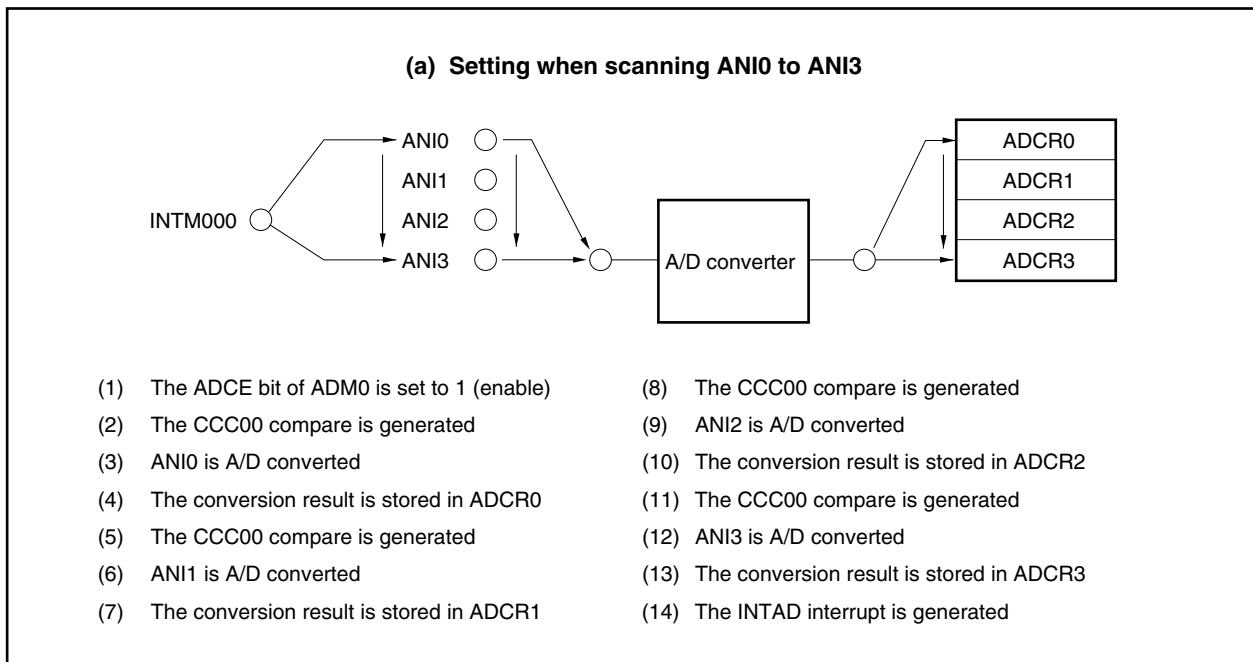 (a) Setting when scanning ANI0 to ANI3
ANI0
ANI1
ANI2
ANI3
INTM000
A/D converter
ADCR0
ADCR1
ADCR2
ADCR3
(1) The ADCE bit of ADM0 is set to 1 (enable)
(2) The CCC00 compare is generated
(3) ANI0 is A/D converted
(4) The conversion result is stored in ADCR0
(5) The CCC00 compare is generated
(6) ANI1 is A/D converted
(7) The conversion result is stored in ADCR1
(8) The CCC00 compare is generated
(9) ANI2 is A/D converted
(10) The conversion result is stored in ADCR2
(11) The CCC00 compare is generated
(12) ANI3 is A/D converted
(13) The conversion result is stored in ADCR3
(14) The INTAD interrupt is generated